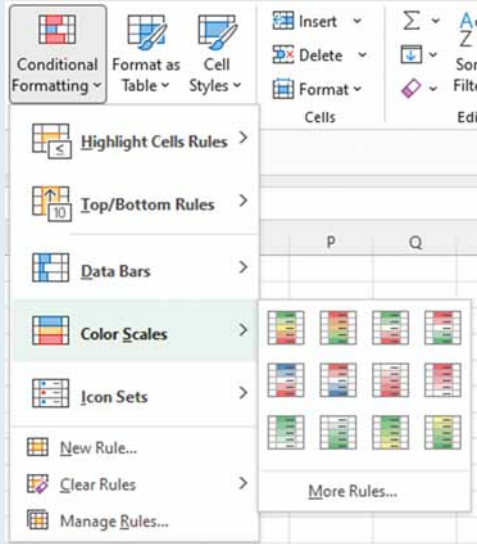 Insert
Delete
Format
Cells
Conditional
Formatting
Format as
Table
Cell
Styles
Highlight Cells Rules
Top/Bottom Rules
10
P
Q
Data Bars
Color Scales
Icon Sets
New Rule...
Clear Rules
Manage Rules...
More Rules...